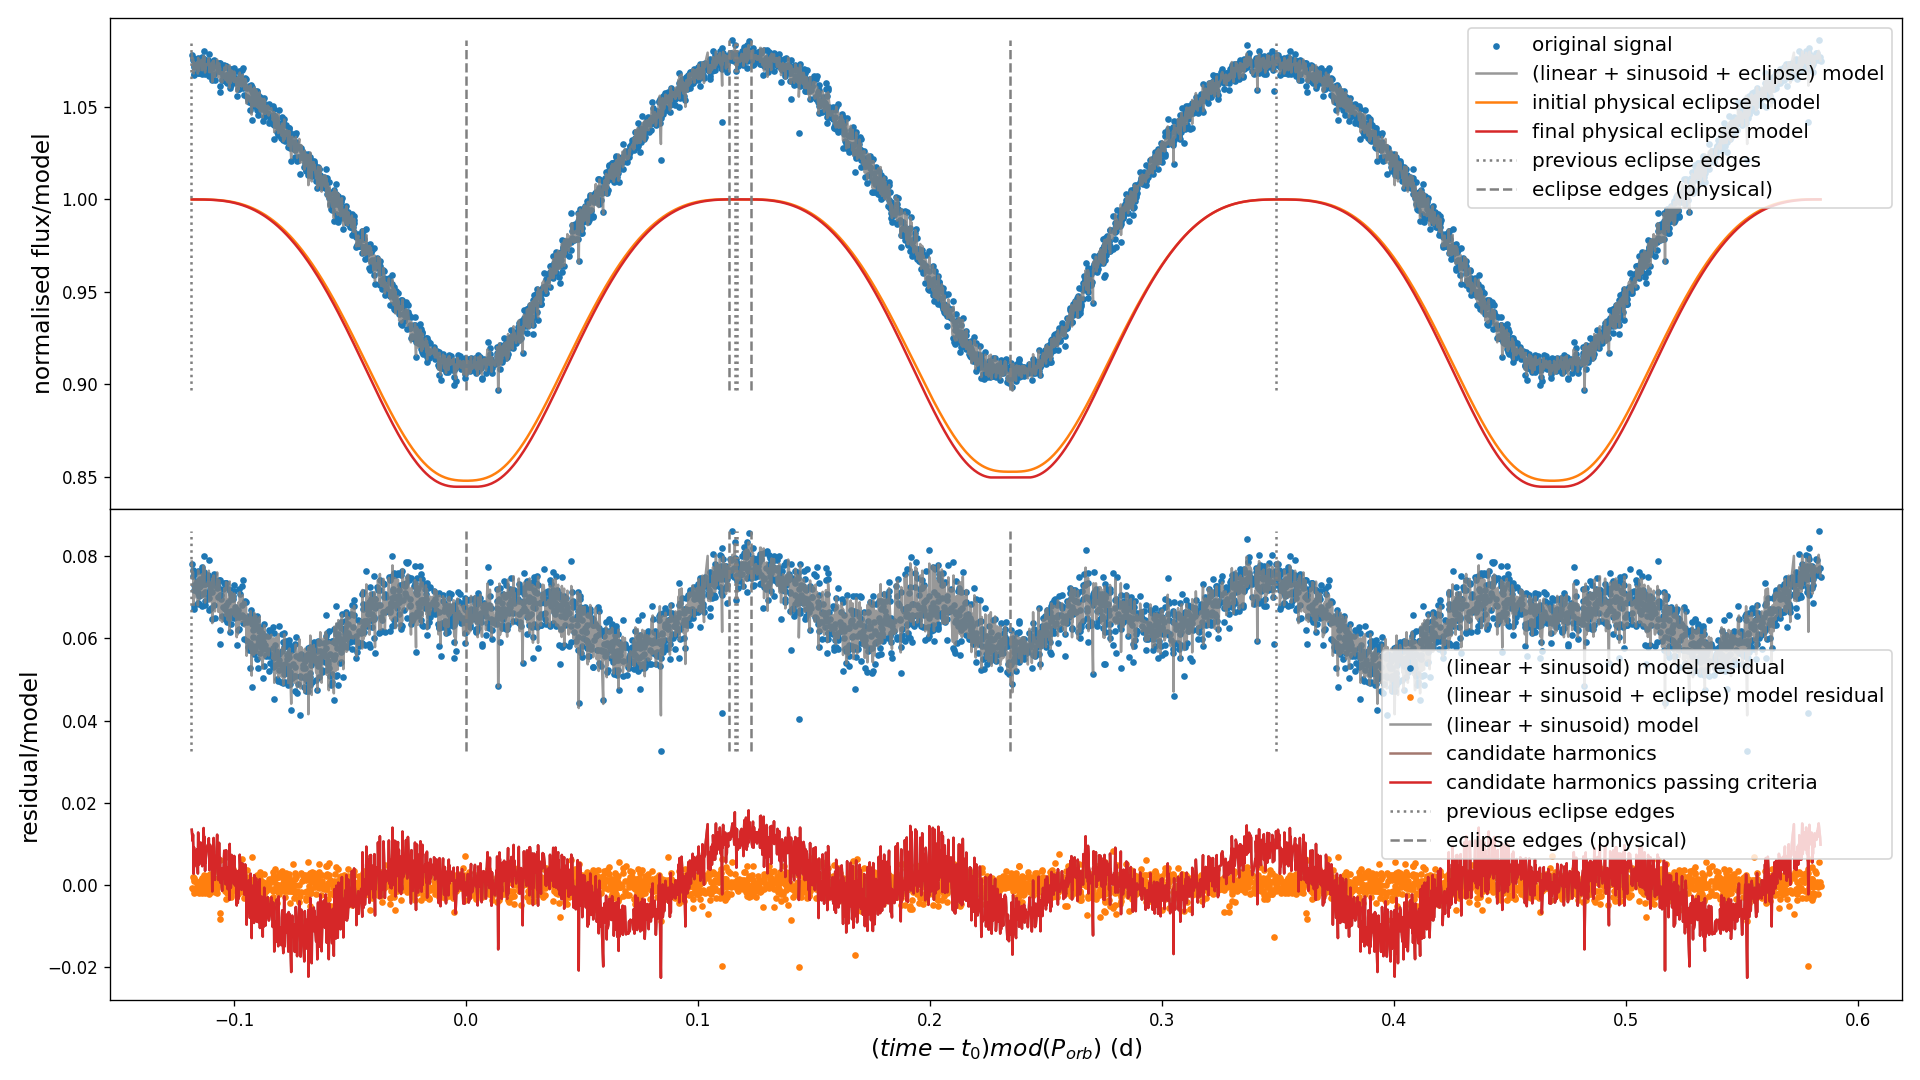 original signal
(linear + sinusoid + eclipse) model
initial physical eclipse model
final physical eclipse model
previous eclipse edges
eclipse edges (physical)
normalised flux/model
1.05
1.00
0.95
0.90
0.85
(linear + sinusoid) model residual
(linear + sinusoid + eclipse) model residual
(linear + sinusoid) model
candidate harmonics
candidate harmonics passing criteria
previous eclipse edges
eclipse edges (physical)
residual/model
0.08
0.06
0.04
0.02
0.00
−0.02
−0.1 0.0 0.1 0.2 0.3 0.4 0.5 0.6
(time − t₀)mod(P_orb) (d)